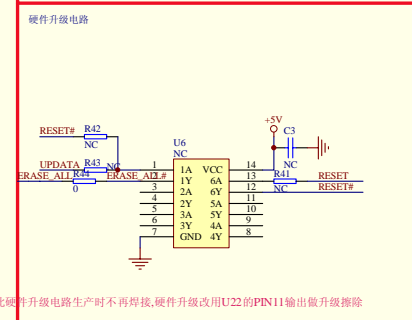 硬件升级电路
+5V
RESET# R42 C3
NC
U6
NC
NC
UPDATA R43 NC 1 1A VCC 14 R41 RESET
ERASE_ALL R44 ERASE_ALL# 2 1Y 6A 13 NC RESET#
0 3 2A 6Y 12
4 2Y 5A 11
5 3A 5Y 10
6 3Y 4A 9
7 GND 4Y 8
此硬件升级电路生产时不再焊接,硬件升级改用U22的PIN11输出做升级擦除